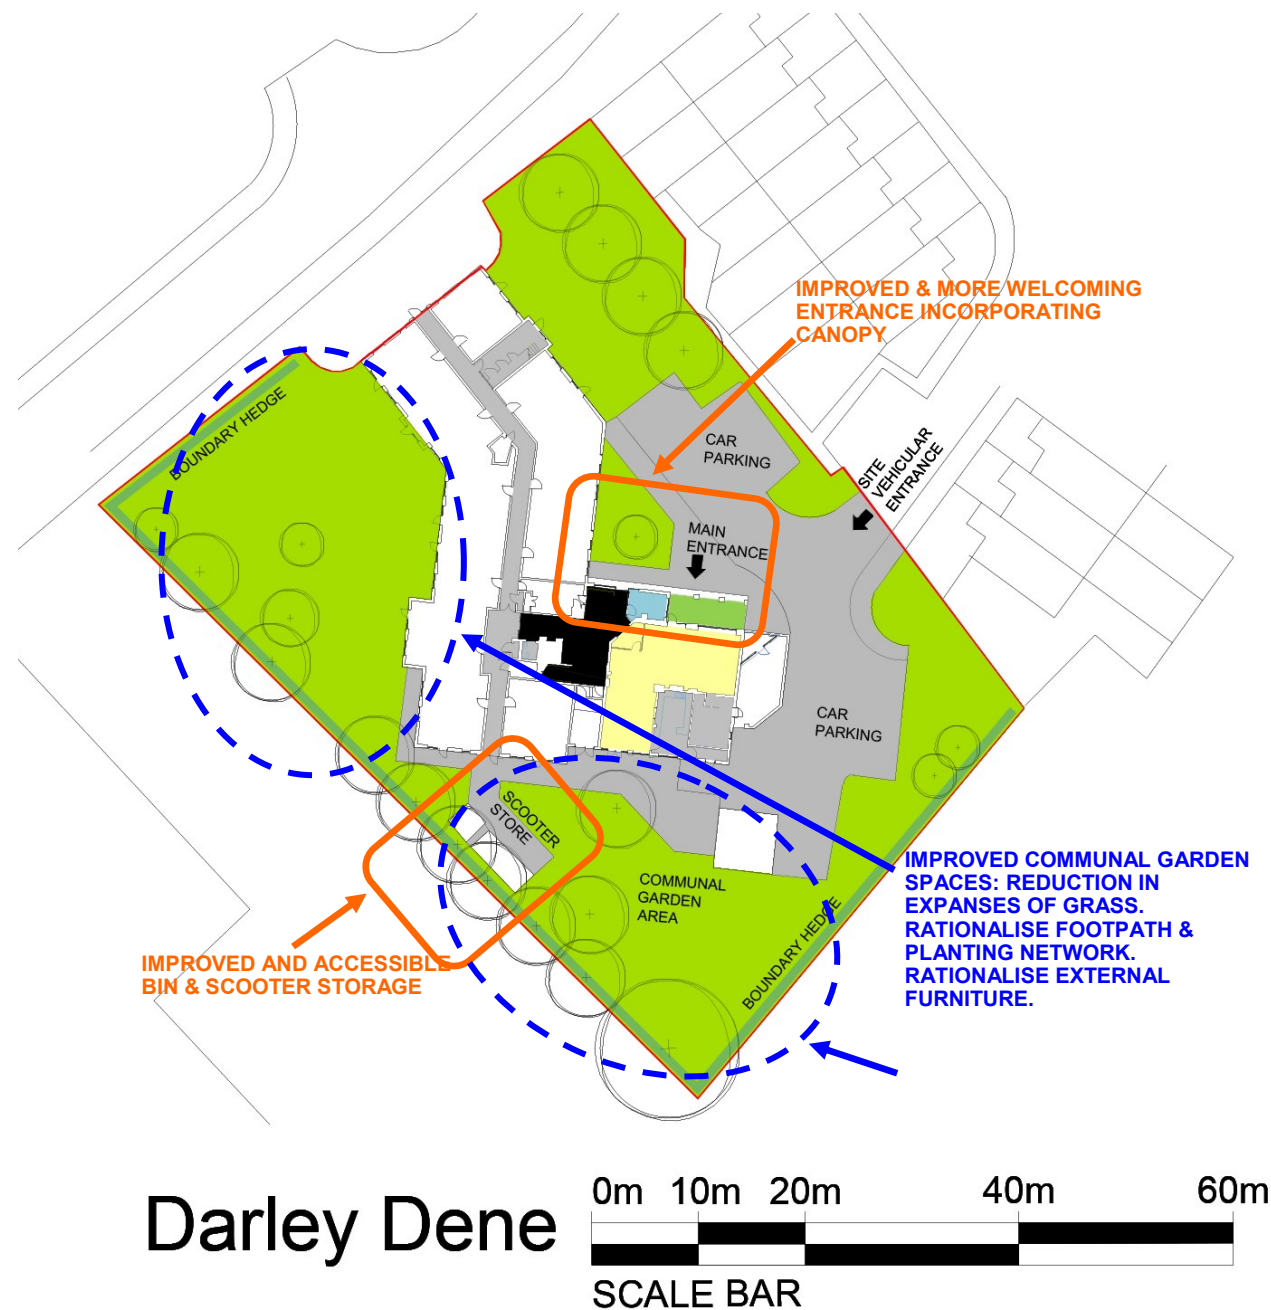 IMPROVED & MORE WELCOMING
ENTRANCE INCORPORATING
CANOPY
BOUNDARY HEDGE
CAR
PARKING
SITE
VEHICULAR
ENTRANCE
MAIN
ENTRANCE
CAR
PARKING
SCOOTER
STORE
COMMUNAL
GARDEN
AREA
BOUNDARY HEDGE
IMPROVED COMMUNAL GARDEN
SPACES: REDUCTION IN
EXPANSES OF GRASS.
RATIONALISE FOOTPATH &
PLANTING NETWORK.
RATIONALISE EXTERNAL
FURNITURE.
IMPROVED AND ACCESSIBLE
BIN & SCOOTER STORAGE
Darley Dene
0m 10m 20m 40m 60m
SCALE BAR